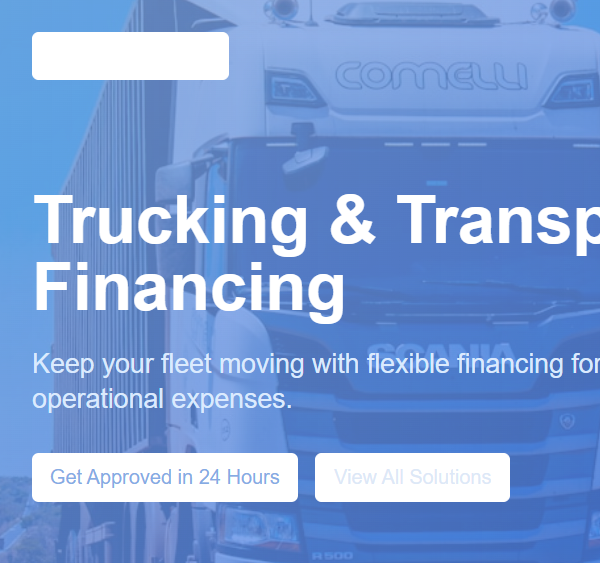 COMELLI
Trucking & Transp
Financing
SCANIA
Keep your fleet moving with flexible financing for
operational expenses.
Get Approved in 24 Hours
View All Solutions
R500